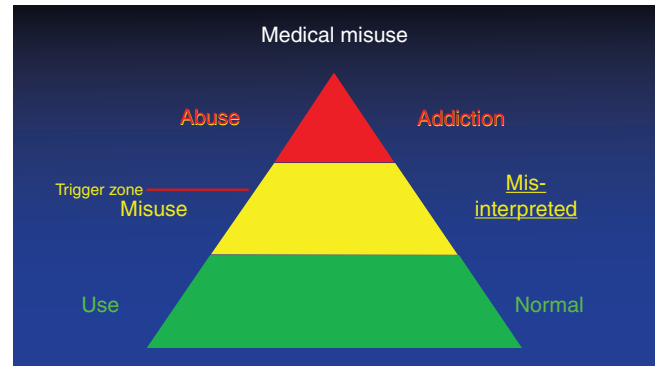 Medical misuse
Abuse
Addiction
Trigger zone
Misuse
Mis-
interpreted
Use
Normal